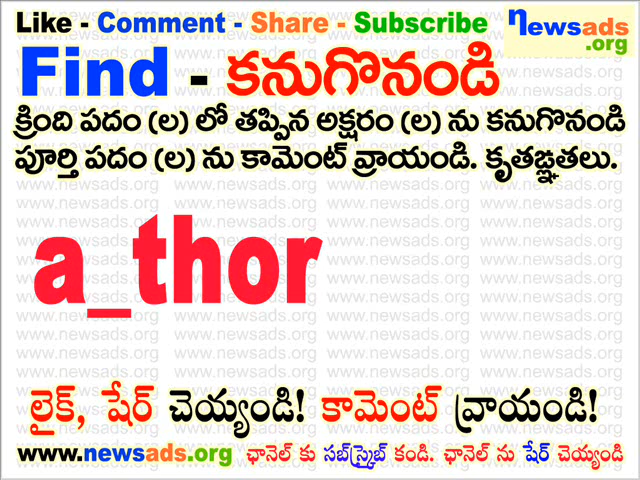 Like - Comment - Share - Subscribe
newsads
.org
Find - కనుగొనండి
క్రింది పదం (ల) లో తప్పిన అక్షరం (ల) ను కనుగొనండి
పూర్తి పదం (ల) ను కామెంట్ వ్రాయండి. కృతజ్ఞతలు.
a_thor
లైక్, షేర్ చెయ్యండి! కామెంట్ వ్రాయండి!
www.newsads.org ఛానెల్ కు సబ్‌స్క్రైబ్ కండి. ఛానెల్ ను షేర్ చెయ్యండి